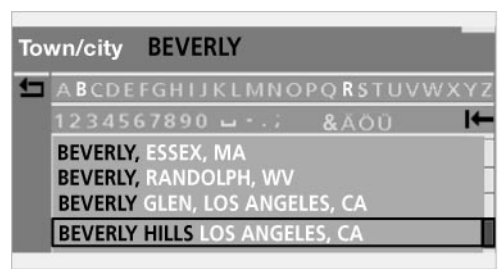 Town/city BEVERLY
ABCDEFGHIJKLMNOPQRSTUVWXYZ
1234567890 ␣ - . ; &ÄÖÜ
BEVERLY, ESSEX, MA
BEVERLY, RANDOLPH, WV
BEVERLY GLEN, LOS ANGELES, CA
BEVERLY HILLS LOS ANGELES, CA